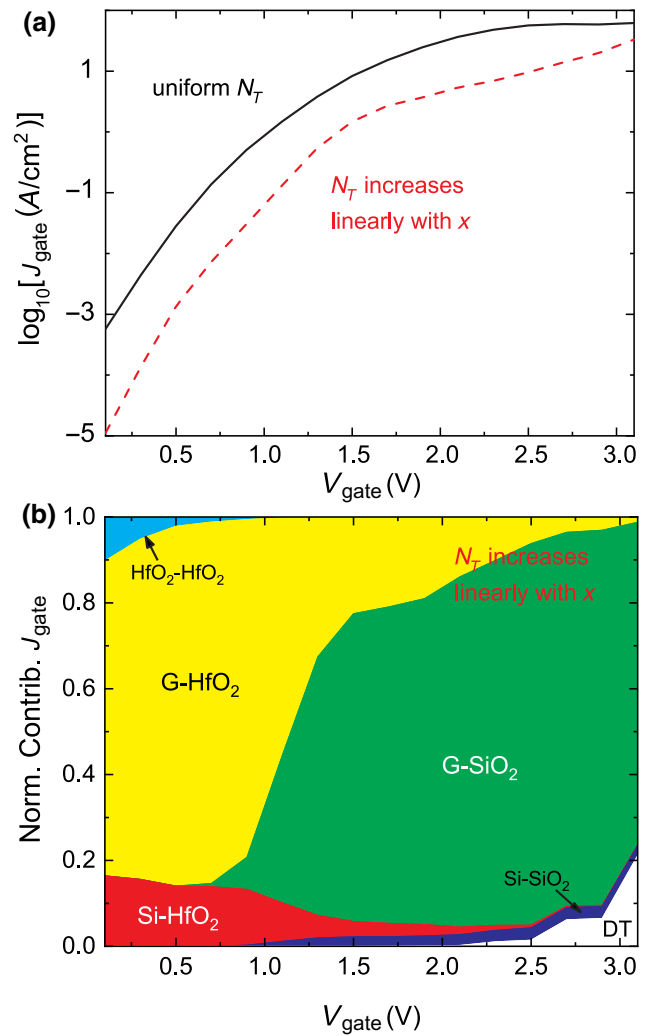 (a)
uniform N_T
N_T increases
linearly with x
log₁₀[J_gate (A/cm²)]
1
−1
−3
−5
0.5 1.0 1.5 2.0 2.5 3.0
V_gate (V)
(b)
Norm. Contrib. J_gate
1.0
0.8
0.6
0.4
0.2
0.0
HfO₂-HfO₂
N_T increases
linearly with x
G-HfO₂
G-SiO₂
Si-SiO₂
Si-HfO₂
DT
0.5 1.0 1.5 2.0 2.5 3.0
V_gate (V)